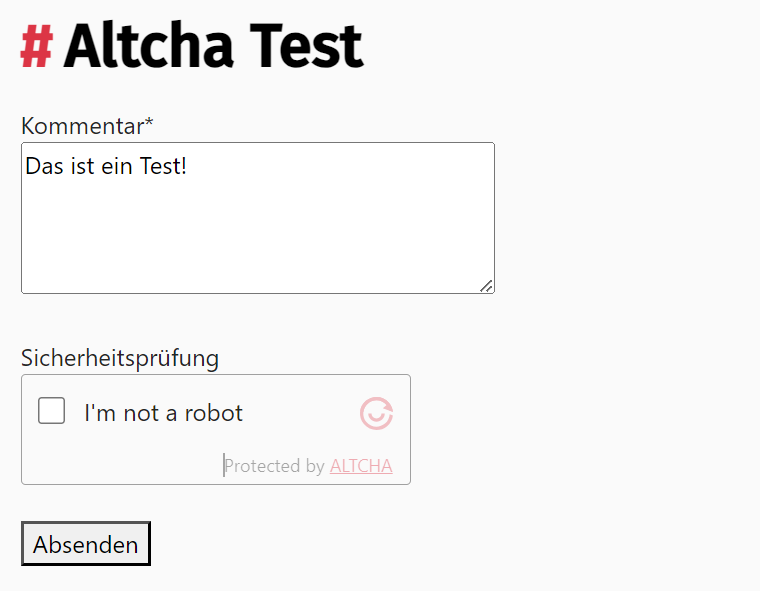 # Altcha Test
Kommentar*
Das ist ein Test!
Sicherheitsprüfung
I'm not a robot
Protected by ALTCHA
Absenden